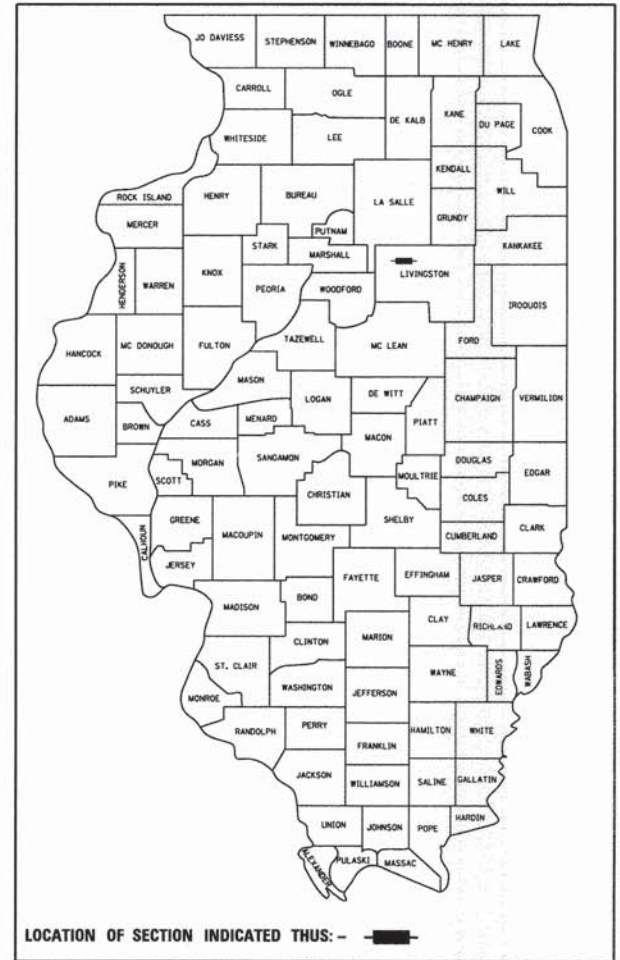 JO DAVIESS STEPHENSON WINNEBAGO BOONE MC HENRY LAKE
CARROLL OGLE DE KALB KANE DU PAGE COOK
WHITESIDE LEE KENDALL WILL
ROCK ISLAND HENRY BUREAU LA SALLE GRUNDY
MERCER PUTNAM KANKAKEE
STARK MARSHALL LIVINGSTON
HENDERSON WARREN KNOX PEORIA WOODFORD IROQUOIS
HANCOCK MC DONOUGH FULTON TAZEWELL MC LEAN FORD
SCHUYLER MASON LOGAN DE WITT CHAMPAIGN VERMILION
ADAMS BROWN CASS MENARD MACON PIATT
PIKE SCOTT MORGAN SANGAMON CHRISTIAN MOULTRIE DOUGLAS EDGAR
COLES
CALHOUN GREENE MACOUPIN MONTGOMERY SHELBY CUMBERLAND CLARK
JERSEY FAYETTE EFFINGHAM JASPER CRAWFORD
MADISON BOND CLAY RICHLAND LAWRENCE
CLINTON MARION
ST. CLAIR WAYNE EDWARDS WABASH
MONROE WASHINGTON JEFFERSON
RANDOLPH PERRY FRANKLIN HAMILTON WHITE
JACKSON WILLIAMSON SALINE GALLATIN
UNION JOHNSON POPE HARDIN
ALEXANDER PULASKI MASSAC
LOCATION OF SECTION INDICATED THUS: -